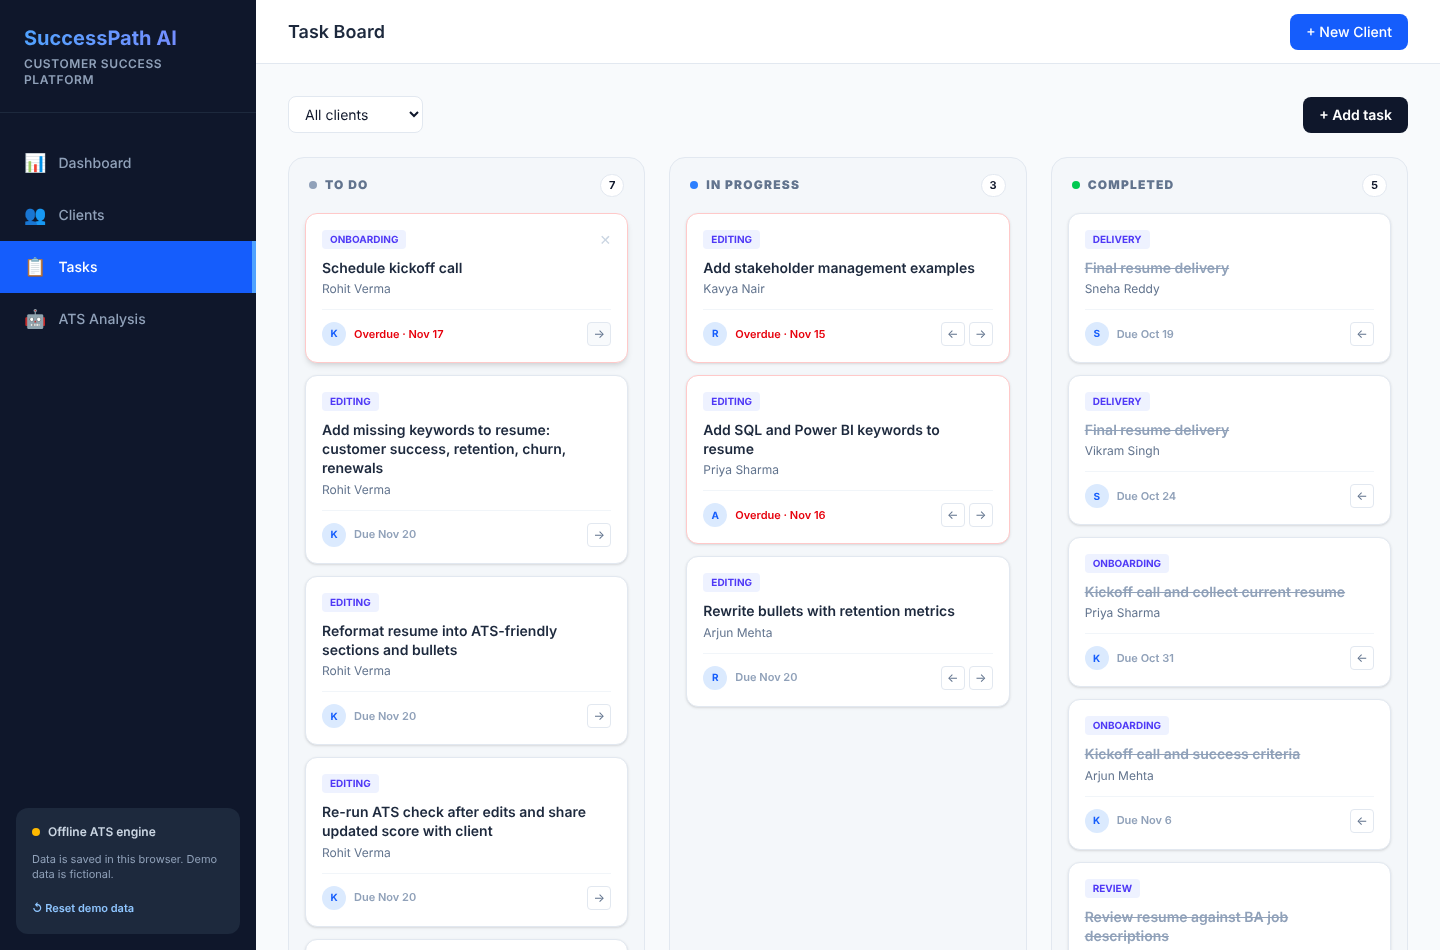 SuccessPath AI
CUSTOMER SUCCESS
PLATFORM
Dashboard
Clients
Tasks
ATS Analysis
Offline ATS engine
Data is saved in this browser. Demo
data is fictional.
↺ Reset demo data
Task Board
+ New Client
All clients
+ Add task
TO DO
7
ONBOARDING
×
Schedule kickoff call
Rohit Verma
K
Overdue · Nov 17
→
EDITING
Add missing keywords to resume:
customer success, retention, churn,
renewals
Rohit Verma
K
Due Nov 20
→
EDITING
Reformat resume into ATS-friendly
sections and bullets
Rohit Verma
K
Due Nov 20
→
EDITING
Re-run ATS check after edits and share
updated score with client
Rohit Verma
K
Due Nov 20
→
IN PROGRESS
3
EDITING
Add stakeholder management examples
Kavya Nair
R
Overdue · Nov 15
← →
EDITING
Add SQL and Power BI keywords to
resume
Priya Sharma
A
Overdue · Nov 16
← →
EDITING
Rewrite bullets with retention metrics
Arjun Mehta
R
Due Nov 20
← →
COMPLETED
5
DELIVERY
Final resume delivery
Sneha Reddy
S
Due Oct 19
←
DELIVERY
Final resume delivery
Vikram Singh
S
Due Oct 24
←
ONBOARDING
Kickoff call and collect current resume
Priya Sharma
K
Due Oct 31
←
ONBOARDING
Kickoff call and success criteria
Arjun Mehta
K
Due Nov 6
←
REVIEW
Review resume against BA job
descriptions